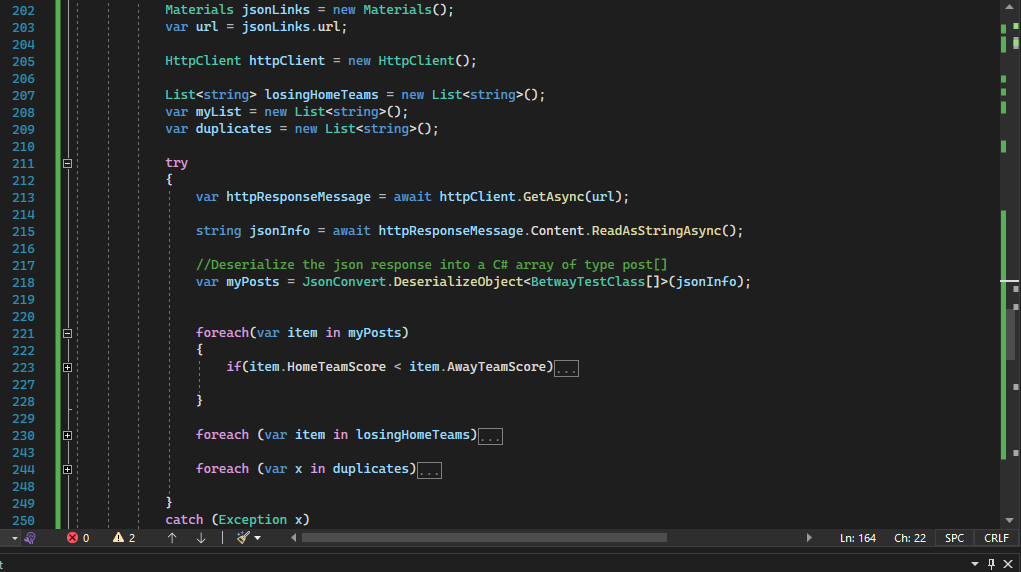 202 Materials jsonLinks = new Materials();
203 var url = jsonLinks.url;
204
205 HttpClient httpClient = new HttpClient();
206
207 List<string> losingHomeTeams = new List<string>();
208 var myList = new List<string>();
209 var duplicates = new List<string>();
210
211 try
212 {
213 var httpResponseMessage = await httpClient.GetAsync(url);
214
215 string jsonInfo = await httpResponseMessage.Content.ReadAsStringAsync();
216
217 //Deserialize the json response into a C# array of type post[]
218 var myPosts = JsonConvert.DeserializeObject<BetwayTestClass[]>(jsonInfo);
219
220
221 foreach(var item in myPosts)
222 {
223 if(item.HomeTeamScore < item.AwayTeamScore)...
227
228 }
229
230 foreach (var item in losingHomeTeams)...
243
244 foreach (var x in duplicates)...
248
249 }
250 catch (Exception x)
0 2 Ln: 164 Ch: 22 SPC CRLF
t